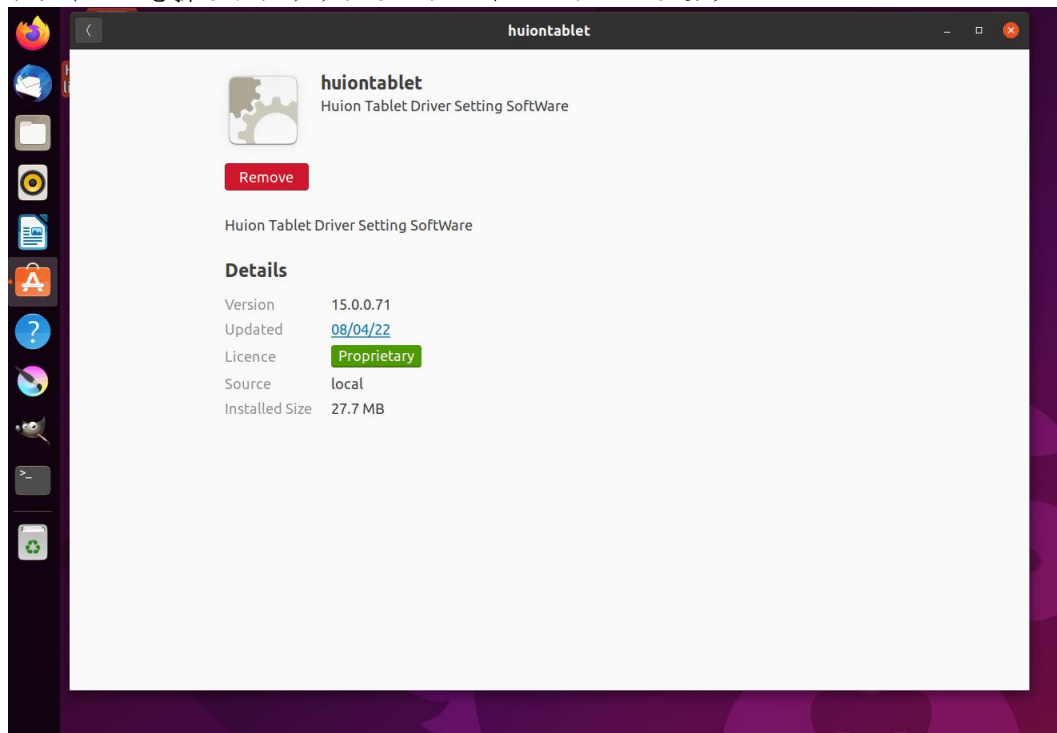 huiontablet
huiontablet
Huion Tablet Driver Setting SoftWare
Remove
Huion Tablet Driver Setting SoftWare
Details
Version 15.0.0.71
Updated 08/04/22
Licence Proprietary
Source local
Installed Size 27.7 MB